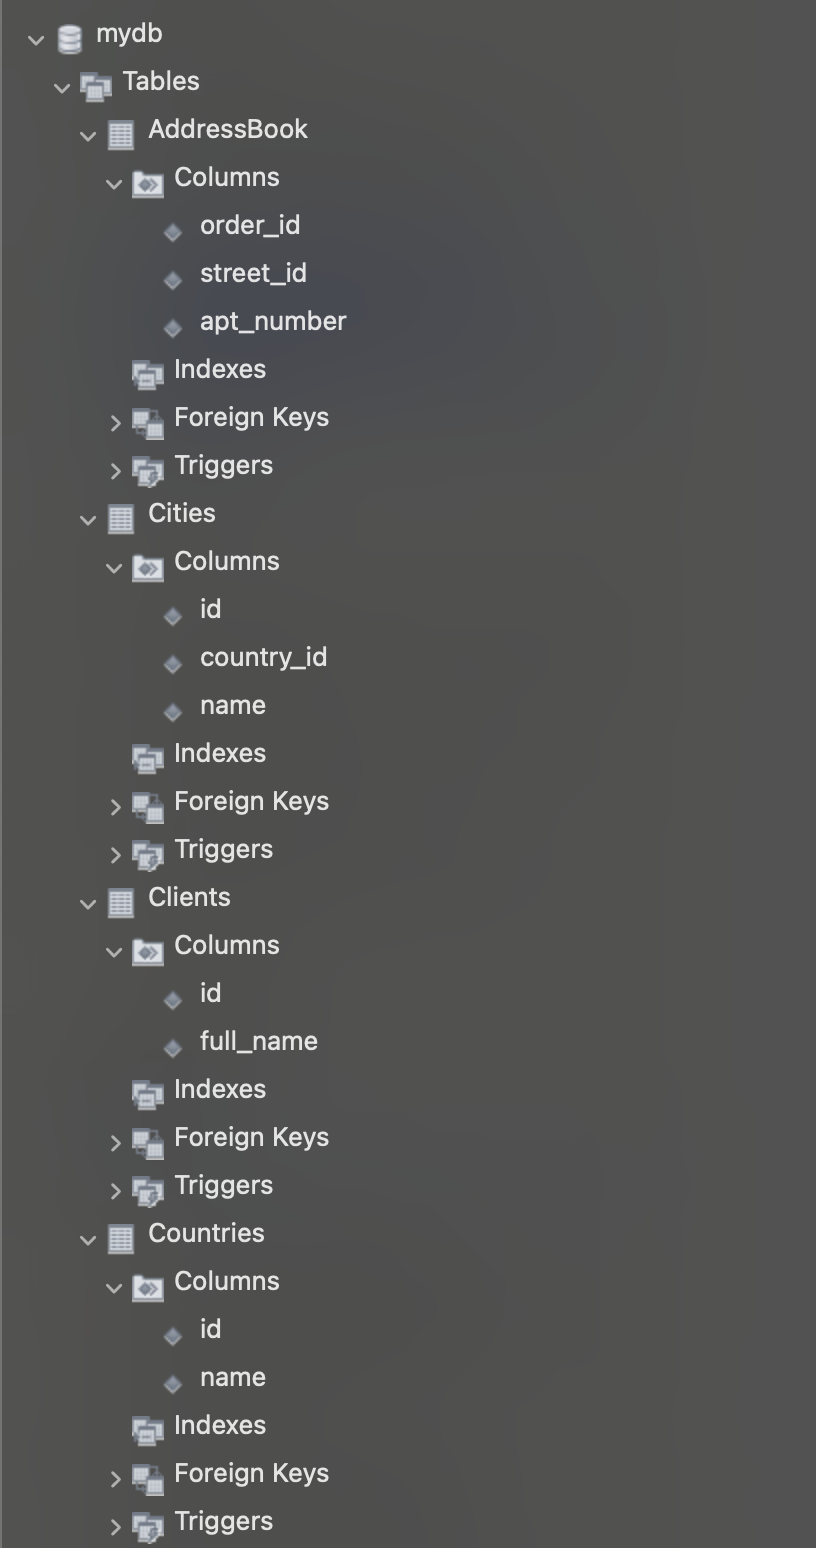 mydb
Tables
AddressBook
Columns
order_id
street_id
apt_number
Indexes
Foreign Keys
Triggers
Cities
Columns
id
country_id
name
Indexes
Foreign Keys
Triggers
Clients
Columns
id
full_name
Indexes
Foreign Keys
Triggers
Countries
Columns
id
name
Indexes
Foreign Keys
Triggers